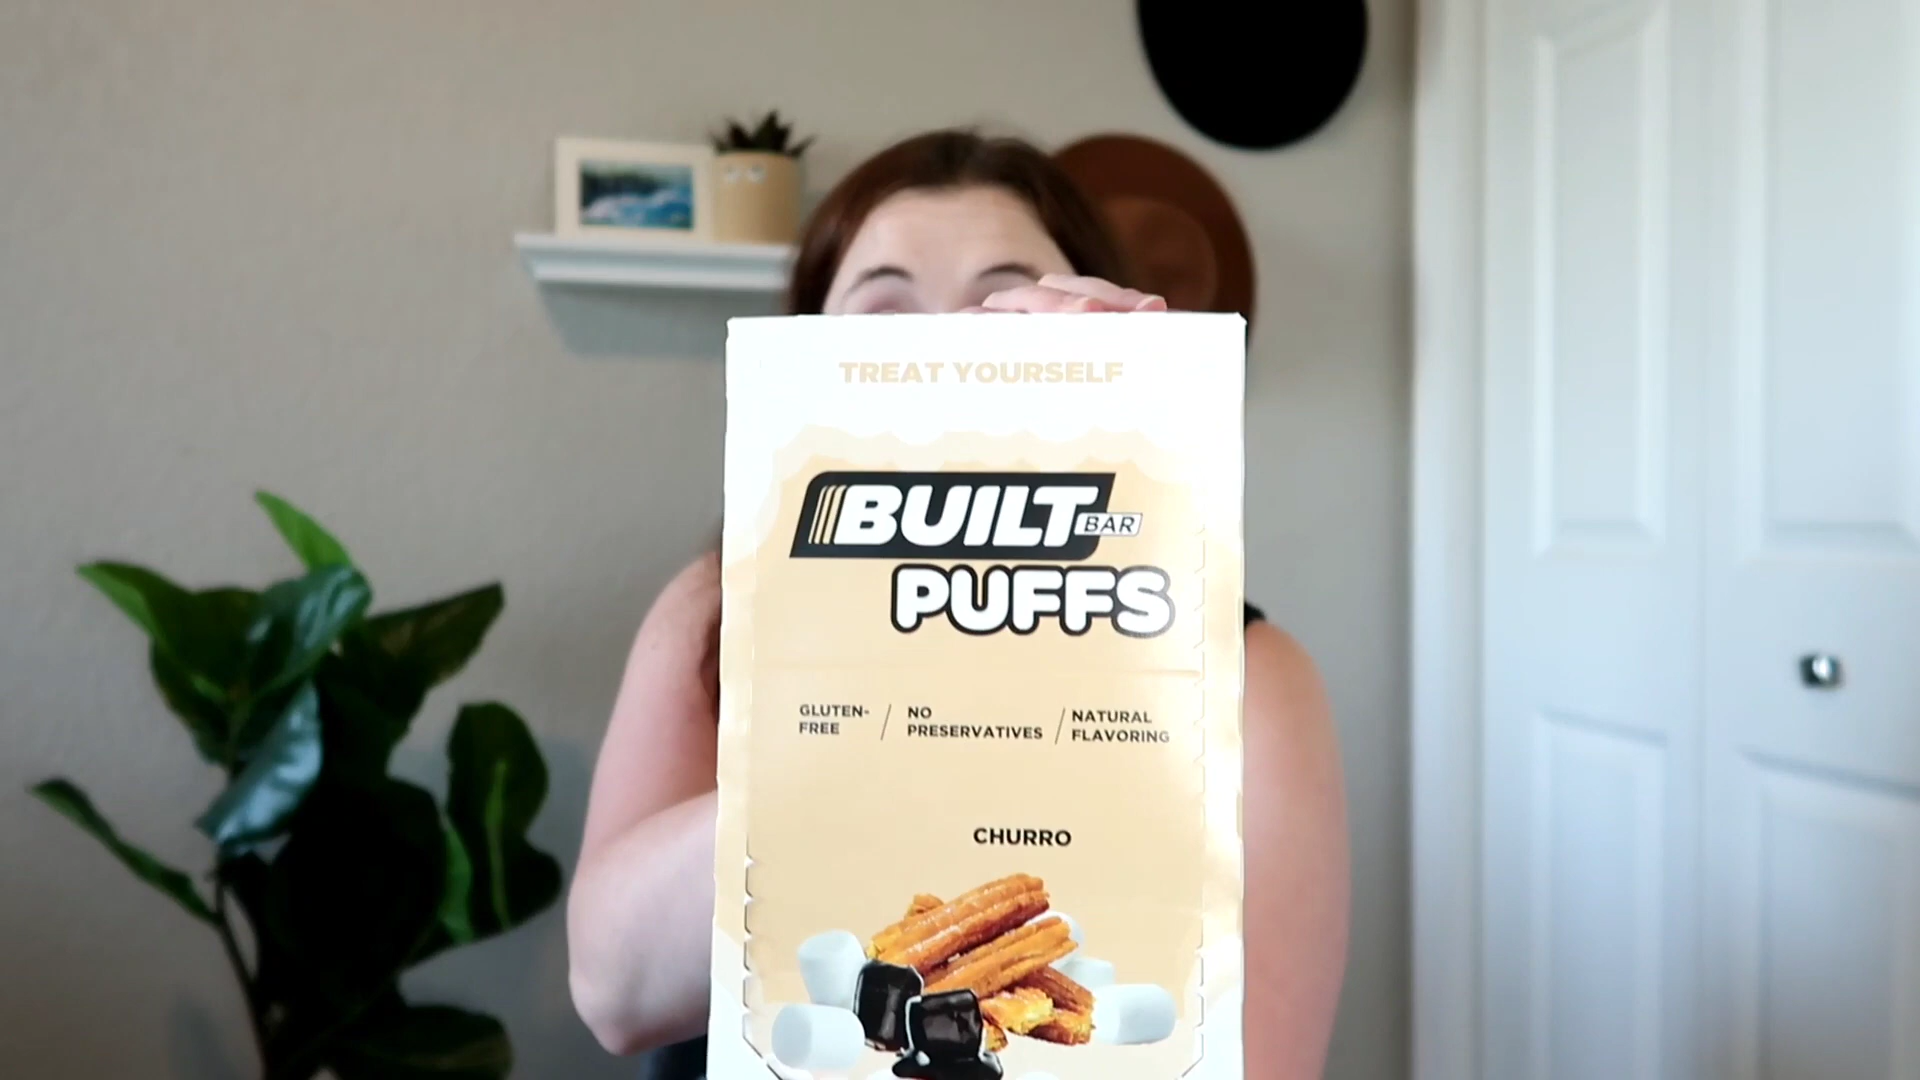 TREAT YOURSELF
BUILT BAR
PUFFS
GLUTEN-
FREE
NO
PRESERVATIVES
NATURAL
FLAVORING
CHURRO